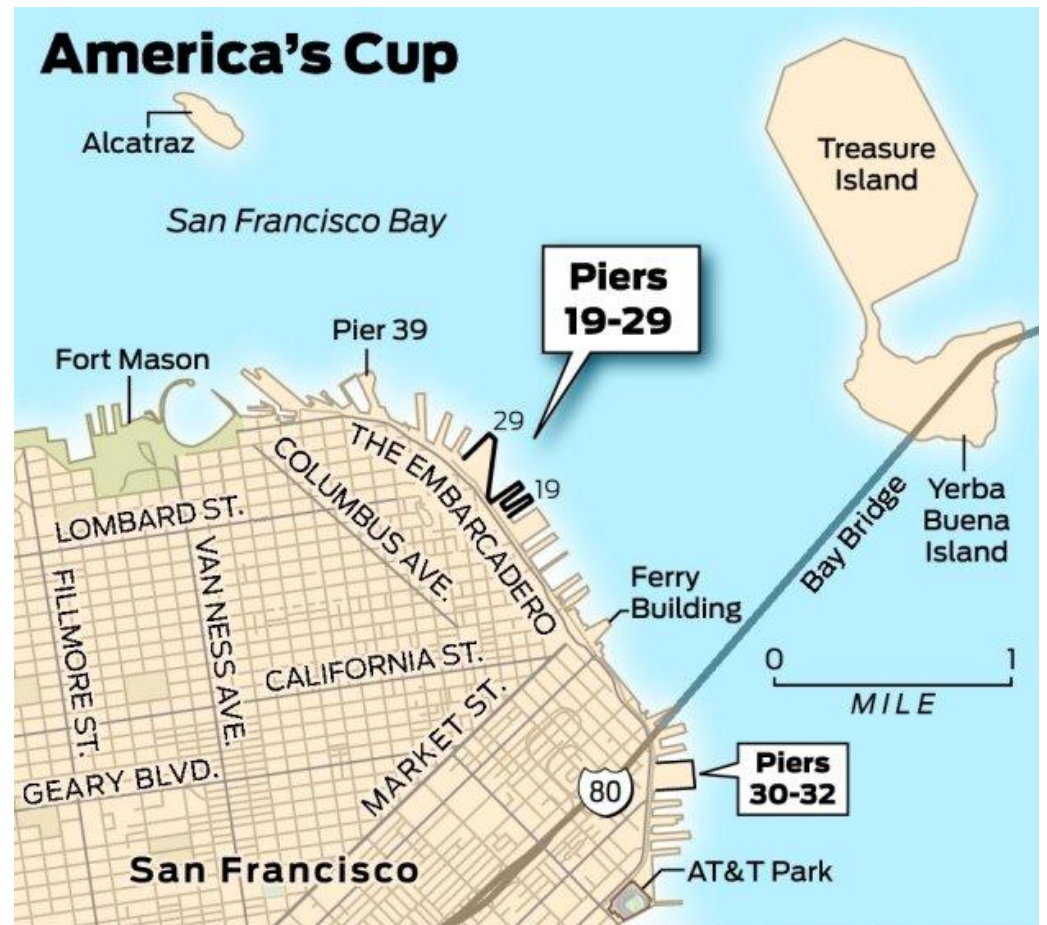 America's Cup
Alcatraz
Treasure
Island
San Francisco Bay
Piers
19-29
Pier 39
Fort Mason
29
THE EMBARCADERO
COLUMBUS AVE.
19
LOMBARD ST.
VAN NESS AVE.
FILLMORE ST.
Bay Bridge
Yerba
Buena
Island
Ferry
Building
CALIFORNIA ST.
MARKET ST.
0 1
MILE
GEARY BLVD.
80
Piers
30-32
San Francisco
AT&T Park